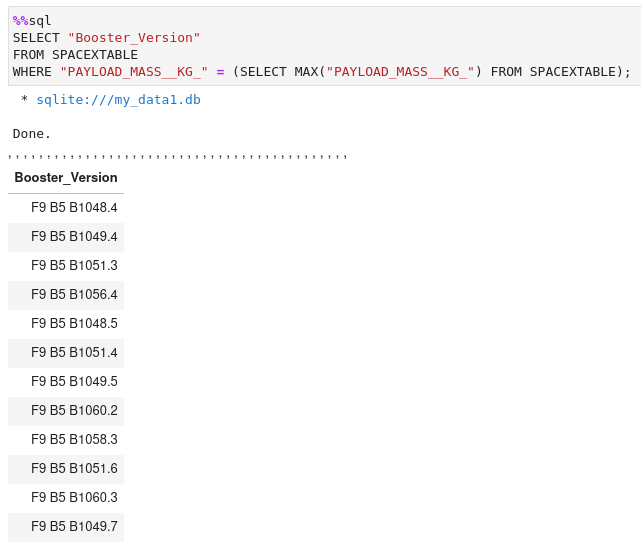 %%sql
SELECT "Booster_Version"
FROM SPACEXTABLE
WHERE "PAYLOAD_MASS__KG_" = (SELECT MAX("PAYLOAD_MASS__KG_") FROM SPACEXTABLE);
* sqlite:///my_data1.db
Done.
,,,,,,,,,,,,,,,,,,,,,,,,,,,,,,,,,,,,,,,,,,,,
Booster_Version
F9 B5 B1048.4
F9 B5 B1049.4
F9 B5 B1051.3
F9 B5 B1056.4
F9 B5 B1048.5
F9 B5 B1051.4
F9 B5 B1049.5
F9 B5 B1060.2
F9 B5 B1058.3
F9 B5 B1051.6
F9 B5 B1060.3
F9 B5 B1049.7